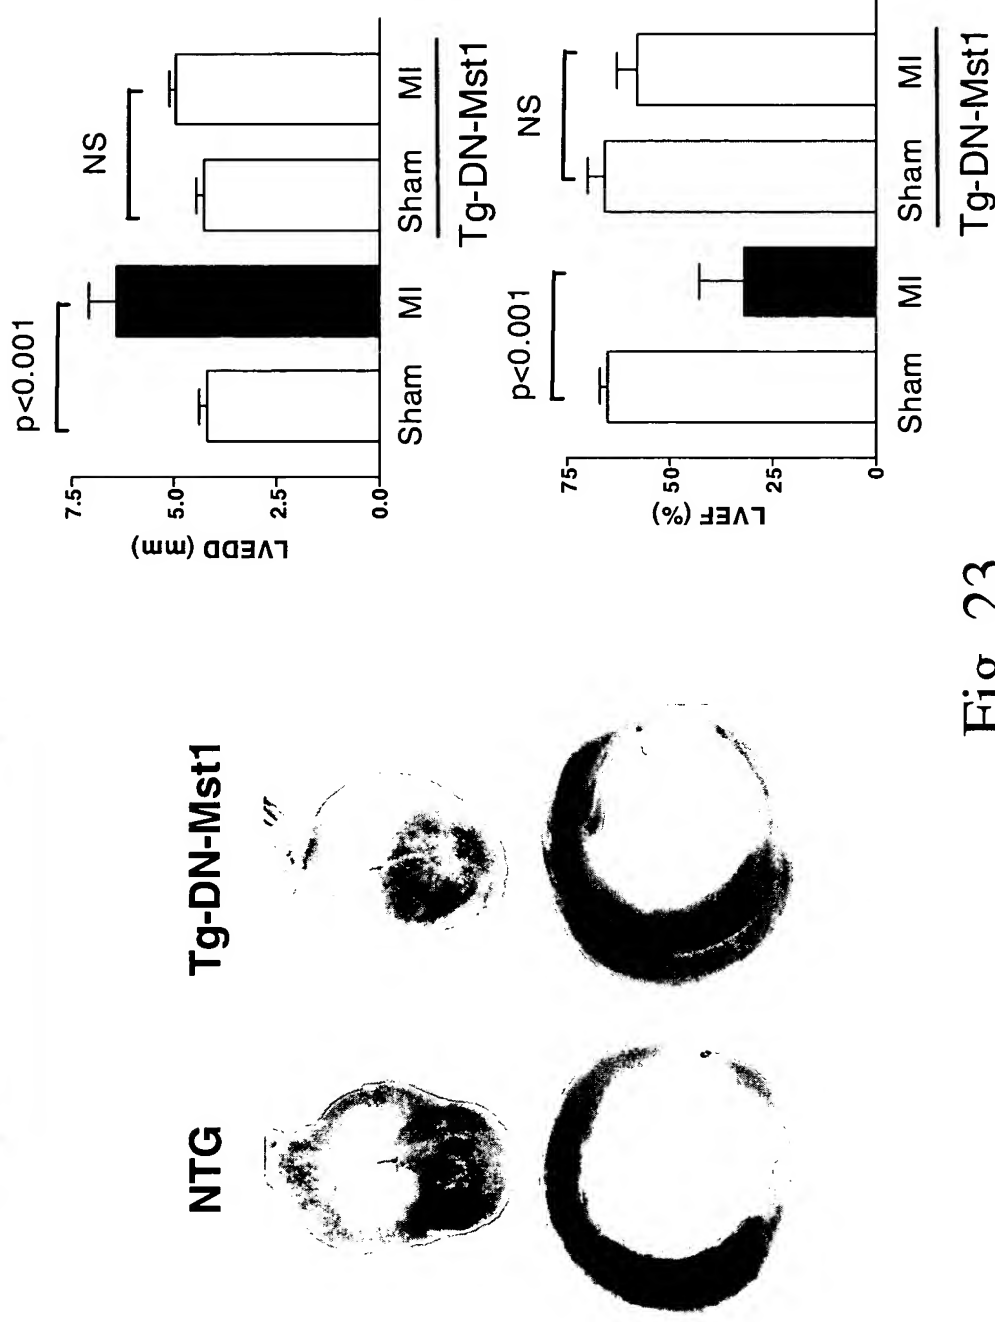 NTG
Tg-DN-Mst1
LVEDD (mm)
7.5
5.0
2.5
0.0
p<0.001
NS
Sham
MI
Sham
MI
Tg-DN-Mst1
LVEF (%)
75
50
25
0
p<0.001
NS
Sham
MI
Sham
MI
Tg-DN-Mst1
Fig. 23